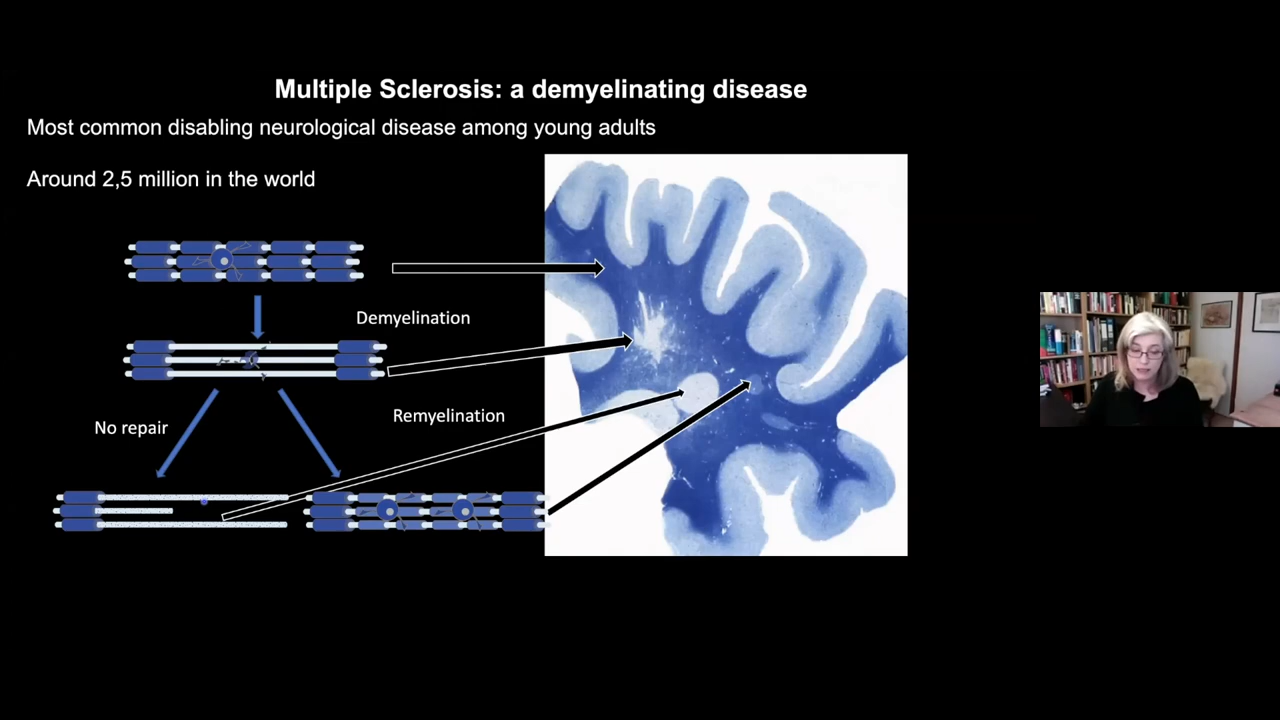 Multiple Sclerosis: a demyelinating disease
Most common disabling neurological disease among young adults
Around 2,5 million in the world
Demyelination
Remyelination
No repair